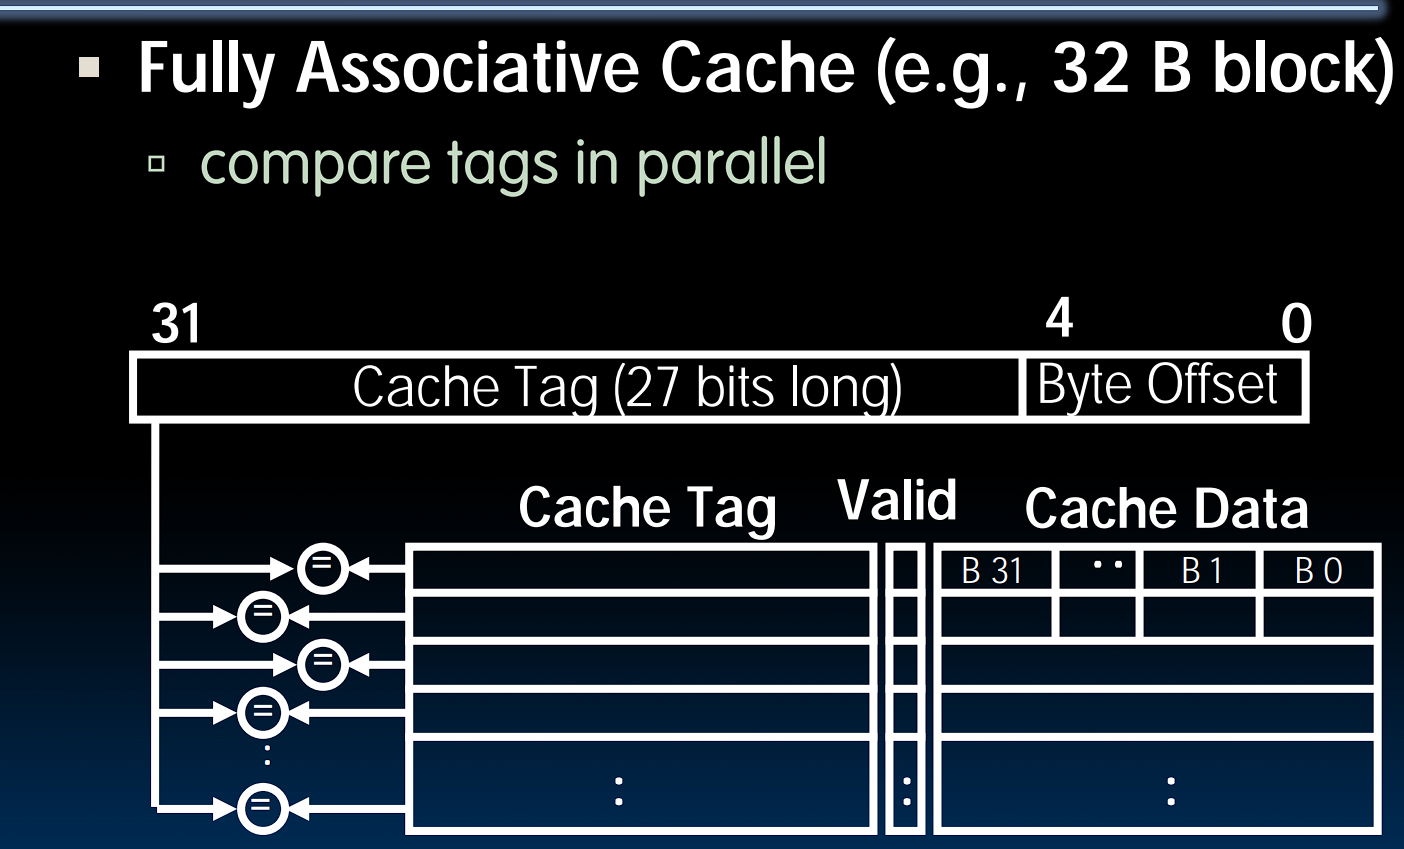 Fully Associative Cache (e.g., 32 B block)
compare tags in parallel
31 4 0
Cache Tag (27 bits long) Byte Offset
Cache Tag Valid Cache Data
= B 31 ·· B 1 B 0
=
=
=
:
= : : :